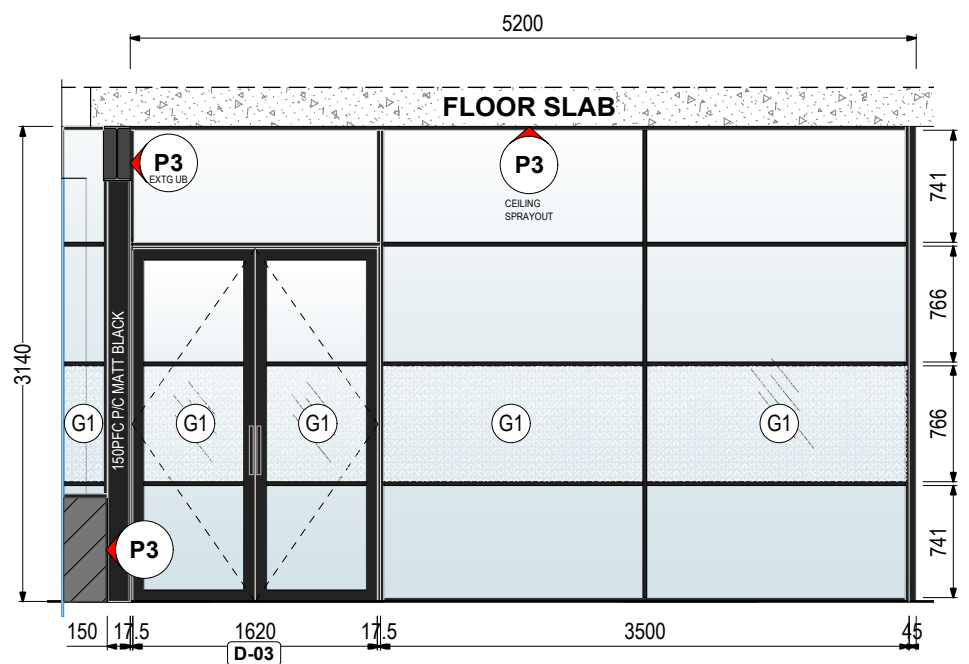 5200
FLOOR SLAB
P3
EXTG UB
P3
CEILING
SPRAYOUT
741
766
766
741
3140
150PFC P/C MATT BLACK
G1
G1
G1
G1
G1
P3
150
17.5
1620
17.5
3500
45
D-03